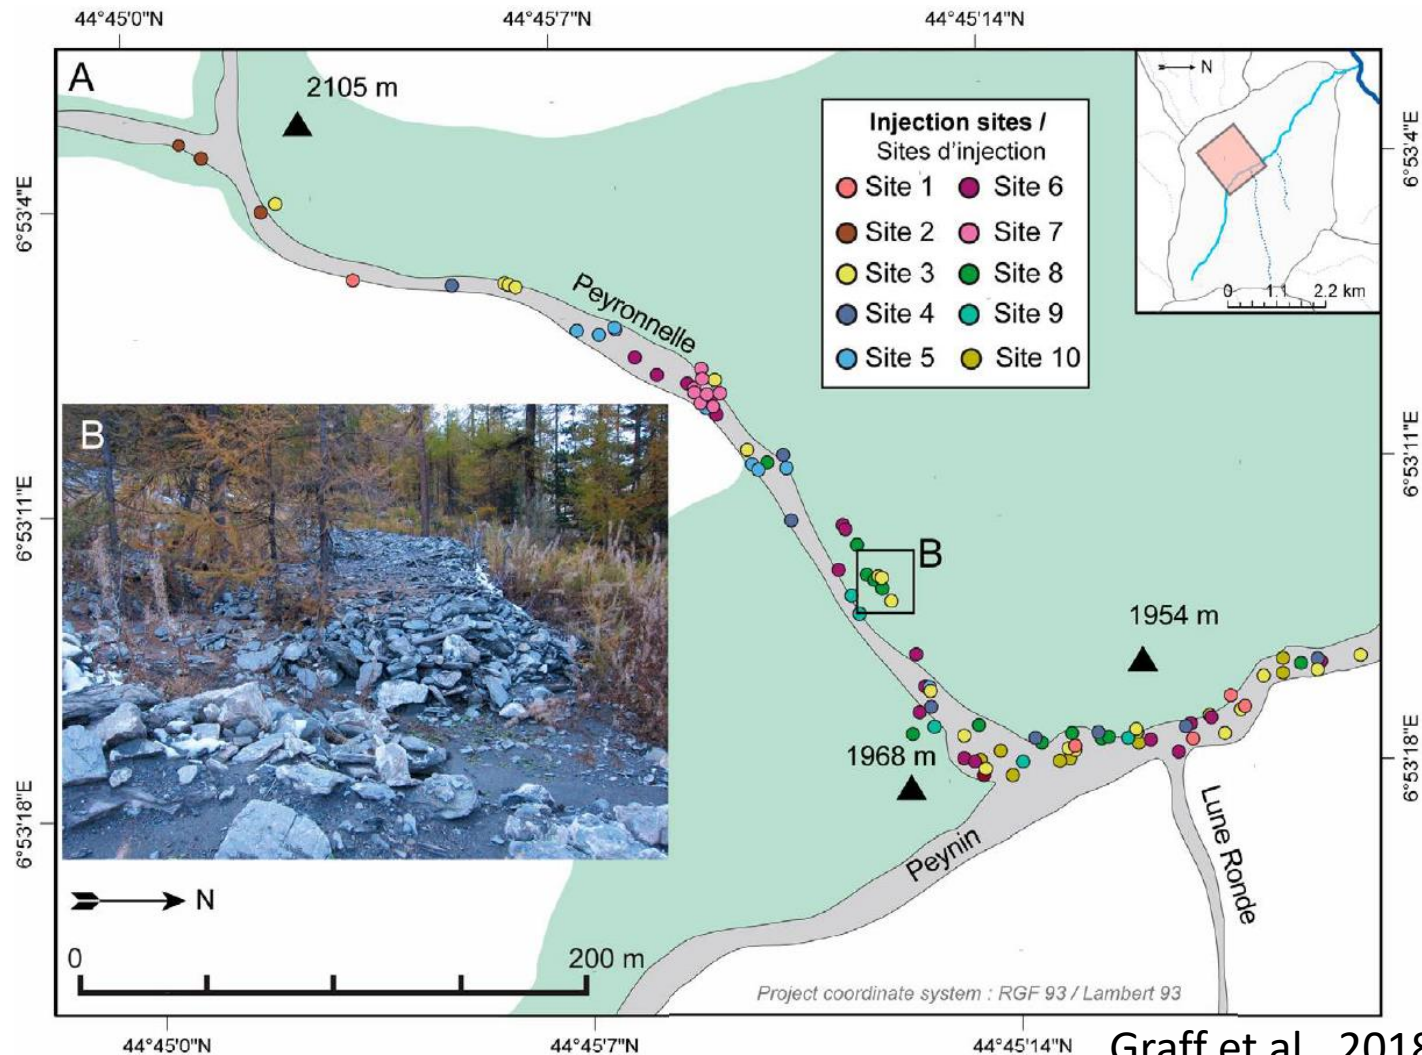 44°45'0"N
44°45'7"N
44°45'14"N
A
2105 m
N
Injection sites /
Sites d'injection
Site 1
Site 6
Site 2
Site 7
Site 3
Site 8
Site 4
Site 9
Site 5
Site 10
0 1.1 2.2 km
6°53'4"E
6°53'4"E
Peyronnelle
B
6°53'11"E
6°53'11"E
B
1954 m
1968 m
6°53'18"E
6°53'18"E
Lune Ronde
Peynin
N
0
200 m
Project coordinate system : RGF 93 / Lambert 93
44°45'0"N
44°45'7"N
44°45'14"N
Graff et al., 2018